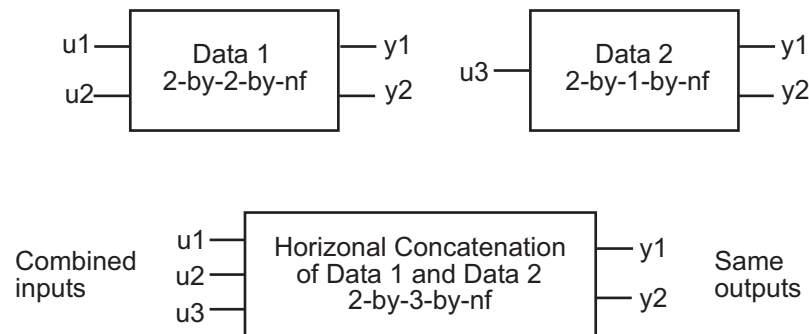 u1
u2
Data 1
2-by-2-by-nf
y1
y2
u3
Data 2
2-by-1-by-nf
y1
y2
Combined
inputs
u1
u2
u3
Horizonal Concatenation
of Data 1 and Data 2
2-by-3-by-nf
y1
y2
Same
outputs